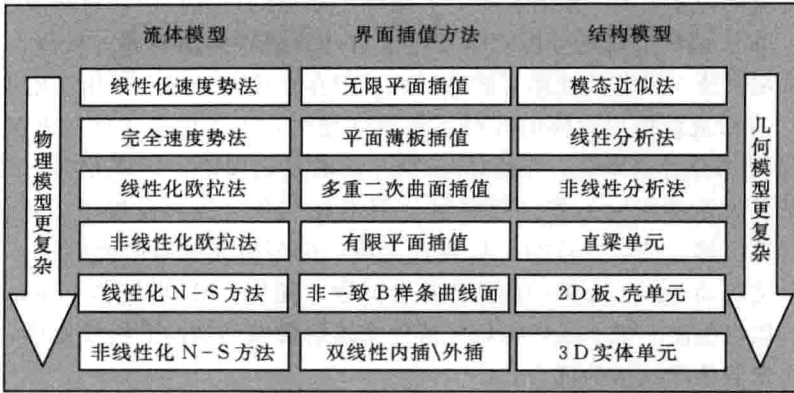 流体模型 界面插值方法 结构模型
线性化速度势法 无限平面插值 模态近似法
完全速度势法 平面薄板插值 线性分析法
线性化欧拉法 多重二次曲面插值 非线性分析法
非线性化欧拉法 有限平面插值 直梁单元
线性化N-S方法 非一致B样条曲线面 2D板、壳单元
非线性化N-S方法 双线性内插\外插 3D实体单元
物理模型更复杂
几何模型更复杂